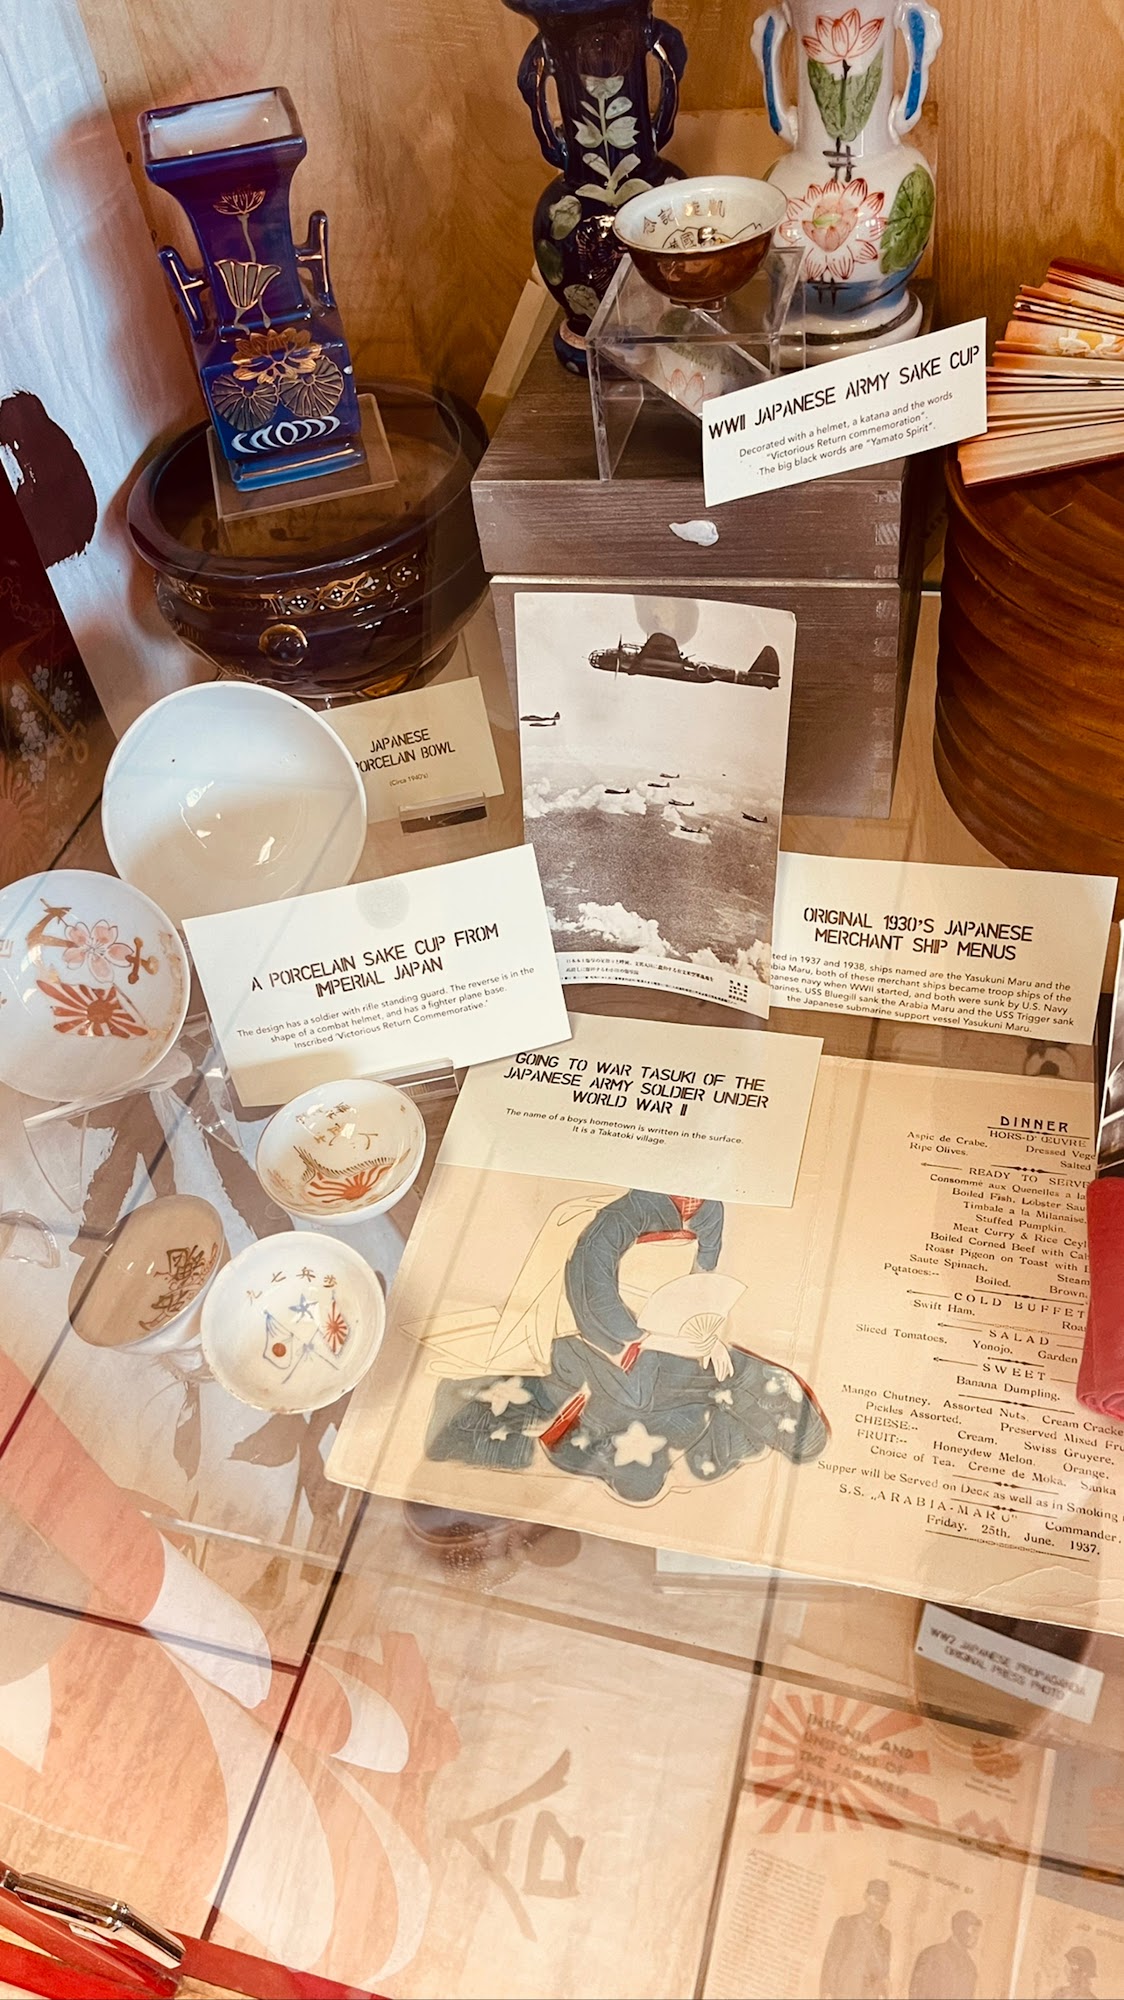 WWII JAPANESE ARMY SAKE CUP
Decorated with a helmet, a katana and the words
"Victorious Return commemoration".
The big black words are "Yamato Spirit".
JAPANESE
PORCELAIN BOWL
(Circa 1940's)
A PORCELAIN SAKE CUP FROM
IMPERIAL JAPAN
The design has a soldier with rifle standing guard. The reverse is in the
shape of a combat helmet, and has a fighter plane base.
Inscribed 'Victorious Return Commemorative.'
ORIGINAL 1930'S JAPANESE
MERCHANT SHIP MENUS
in 1937 and 1938, ships named are the Yasukuni Maru and the
Maru, both of these merchant ships became troop ships of the
navy when WWII started, and both were sunk by U.S. Navy
USS Bluegill sank the Arabia Maru and the USS Trigger sank
the Japanese submarine support vessel Yasukuni Maru.
GOING TO WAR TASUKI OF THE
JAPANESE ARMY SOLDIER UNDER
WORLD WAR II
The name of a boys hometown is written in the surface.
It is a Takatoki village.
DINNER
HORS-D' ŒUVRE
Aspic de Crabe. Dressed
Ripe Olives. Salted
READY TO SERVE
Consommé aux Quenelles a la
Boiled Fish, Lobster
Timbale a la Milanaise.
Stuffed Pumpkin.
Meat Curry & Rice
Boiled Corned Beef with
Roast Pigeon on Toast with
Saute Spinach. Steam
Potatoes:-- Boiled. Brown.
COLD BUFFET
Swift Ham.
SALAD
Sliced Tomatoes. Yonojo. Garden
SWEET
Banana Dumpling.
Mango Chutney. Assorted Nuts. Cream
Pickles Assorted. Preserved Mixed
CHEESE:-- Cream. Swiss Gruyere.
FRUIT:-- Honeydew Melon. Orange.
Choice of Tea. Creme de Moka. Sanka
Supper will be Served on Deck as well as in Smoking
S.S. „ARABIA-MARU" Commander.
Friday, 25th, June, 1937.
WW2 JAPANESE PROPAGANDA
ORIGINAL PRESS PHOTO
INSIGNIA AND
UNIFORMS OF
THE JAPANESE
ARMY